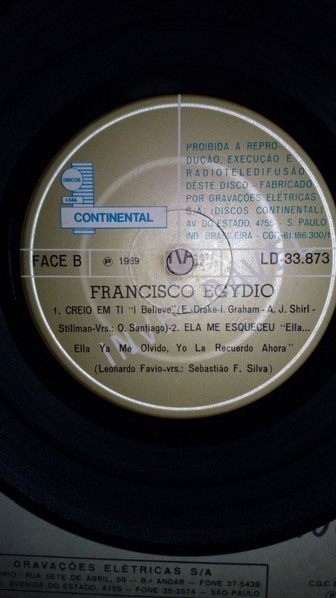 PROIBIDA A REPRO-
DUÇÃO, EXECUÇÃO E
RADIOTELEDIFUSÃO
DESTE DISCO - FABRICADO
POR GRAVAÇÕES ELÉTRICAS
S/A. (DISCOS CONTINENTAL)
AV. DO ESTADO, 4755 - S. PAULO
IND. BRASILEIRA - CGC-61.186.300/
DISCOS
CONTINENTAL
FACE B
℗ 1969
LD-33.873
FRANCISCO EGYDIO
1. CREIO EM TI "I Believe" (E. Drake-I. Graham - A. J. Shirl -
Stillman-Vrs.: O. Santiago)-2. ELA ME ESQUECEU "Ella...
Ella Ya Me Olvido, Yo La Recuerdo Ahora"
(Leonardo Favio-vrs.: Sebastião F. Silva)
GRAVAÇÕES ELÉTRICAS S/A
RUA SETE DE ABRIL, 59 - 8.º ANDAR - FONE 37-5439
AVENIDA DO ESTADO, 4755 - FONE 35-3574 - SÃO PAULO
C.G.C.